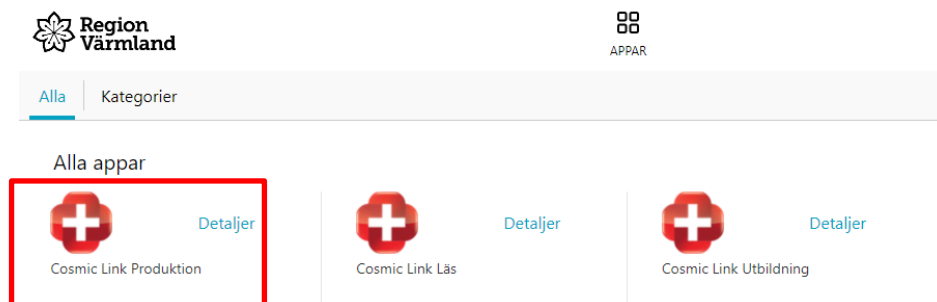 Region
Värmland
APPAR
Alla Kategorier
Alla appar
Detaljer Detaljer Detaljer
Cosmic Link Produktion Cosmic Link Läs Cosmic Link Utbildning